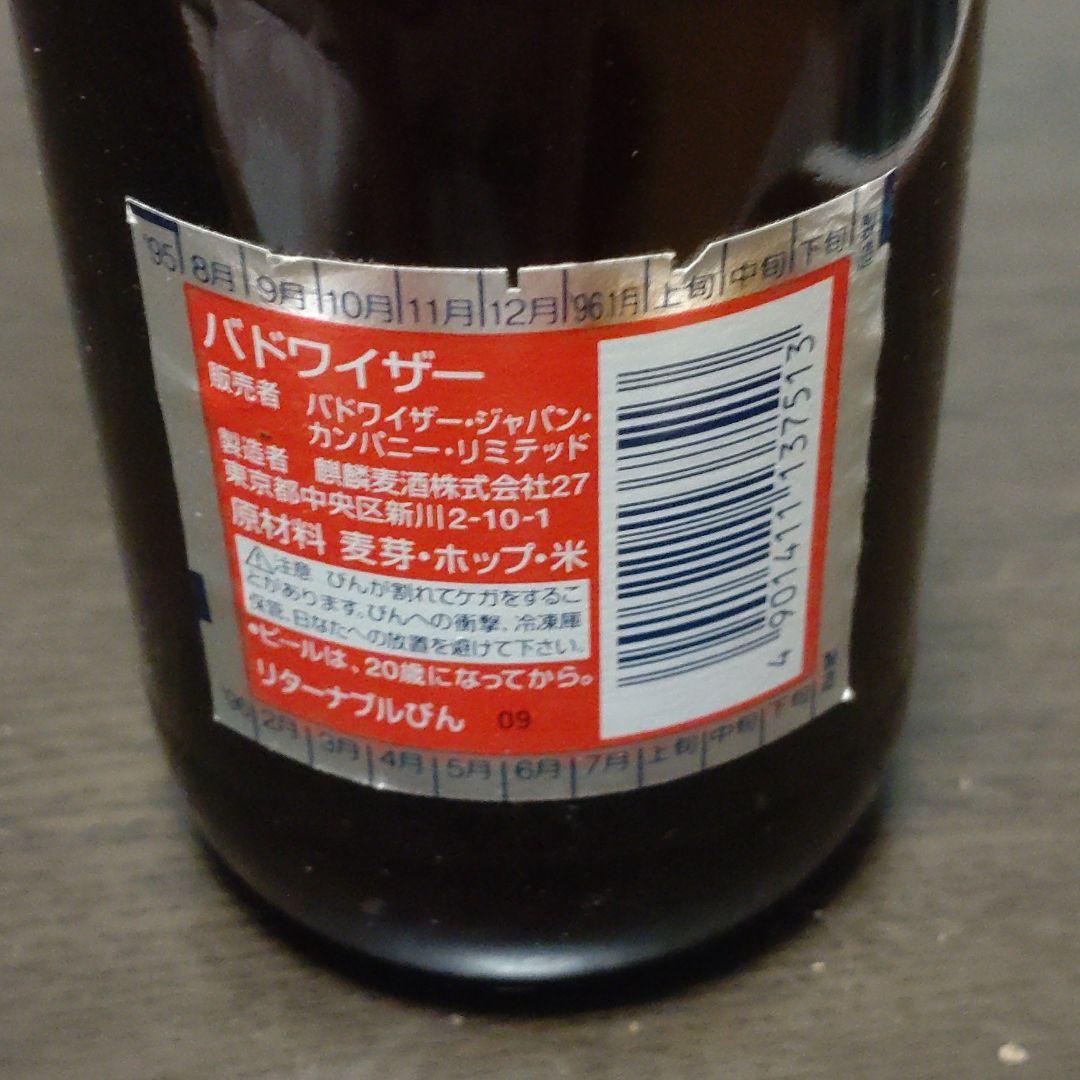 '95 8月 9月 10月 11月 12月 '96 1月 上旬 中旬 下旬 製造
バドワイザー
販売者 バドワイザー・ジャパン・
カンパニー・リミテッド
製造者 麒麟麦酒株式会社27
東京都中央区新川2-10-1
原材料 麦芽・ホップ・米
注意 びんが割れてケガをするこ
とがあります。びんへの衝撃、冷凍庫
保管、日なたへの放置を避けて下さい。
•ビールは、20歳になってから。
リターナブルびん 09
4 901411 137513
'96 2月 3月 4月 5月 6月 7月 上旬 中旬 下旬 製造